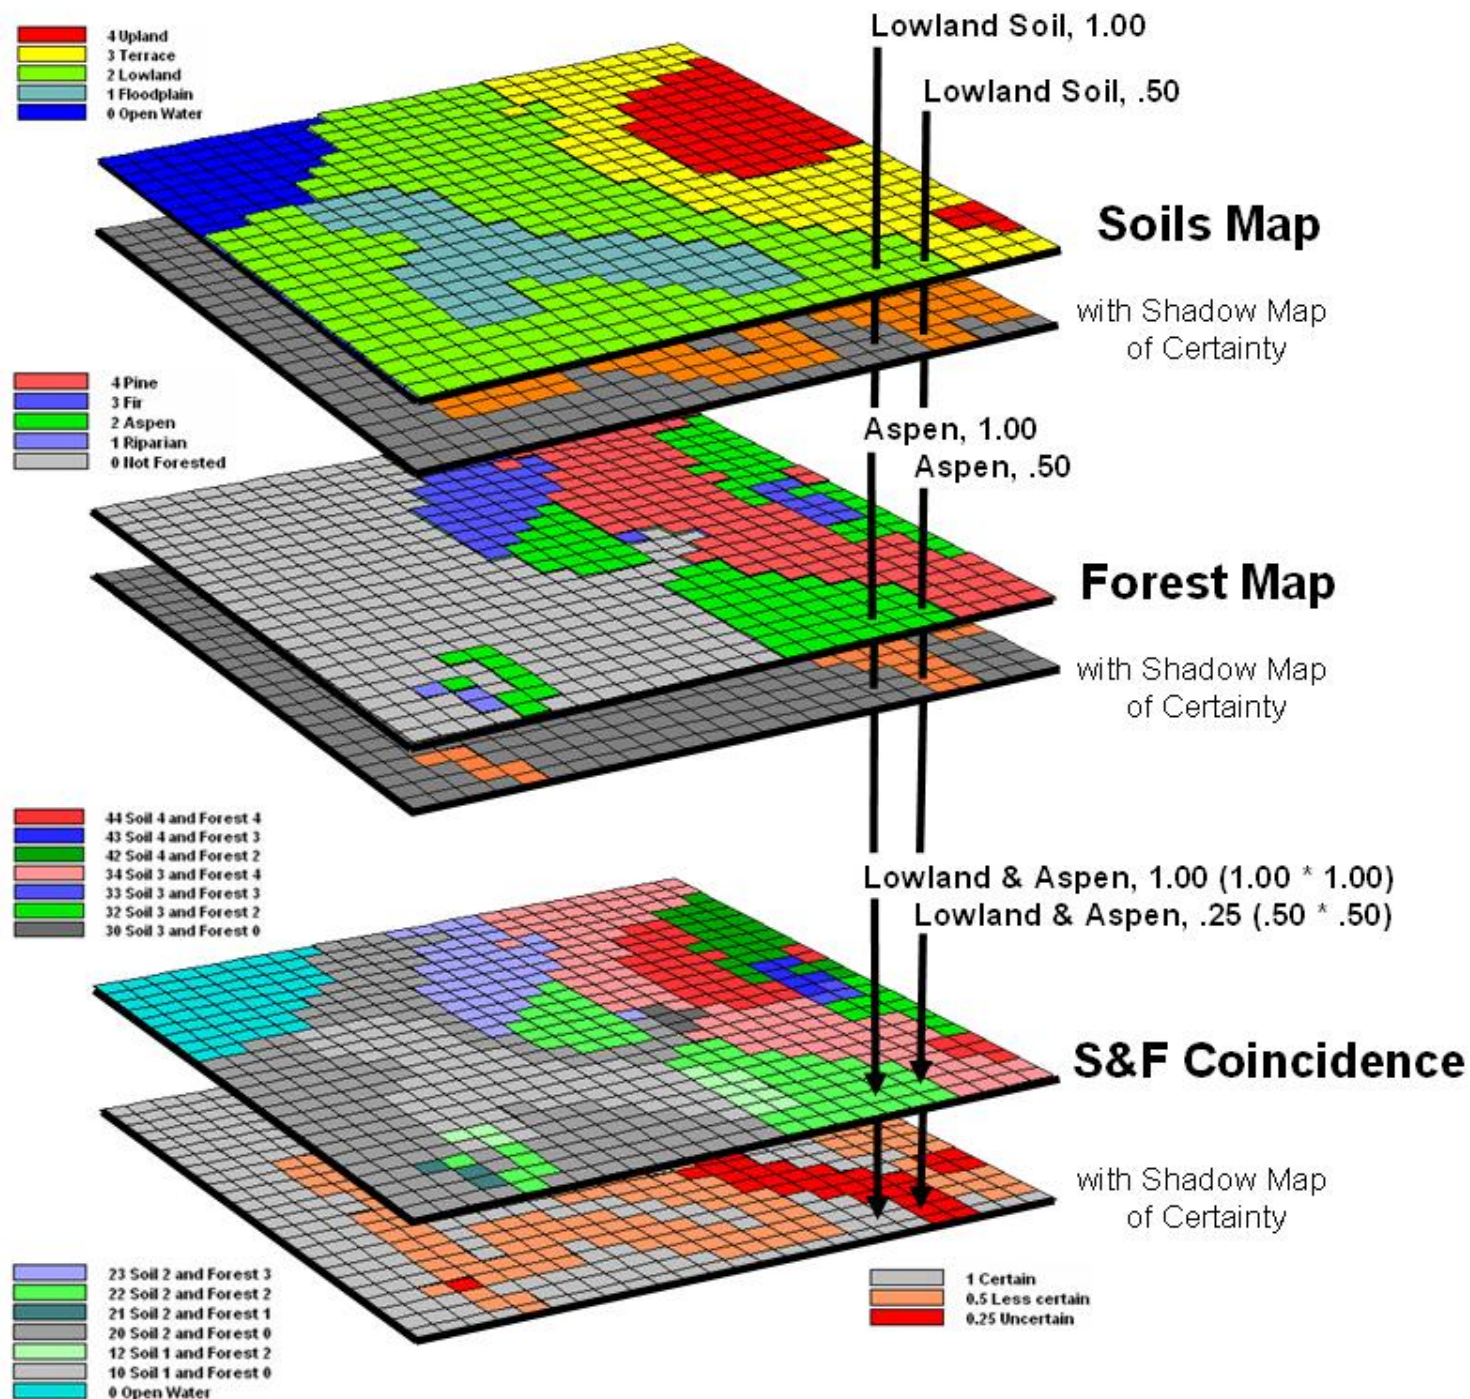 Lowland Soil, 1.00
4 Upland
3 Terrace
2 Lowland
1 Floodplain
0 Open Water
Lowland Soil, .50
Soils Map
with Shadow Map
of Certainty
4 Pine
3 Fir
2 Aspen
1 Riparian
0 Not Forested
Aspen, 1.00
Aspen, .50
Forest Map
with Shadow Map
of Certainty
44 Soil 4 and Forest 4
43 Soil 4 and Forest 3
42 Soil 4 and Forest 2
34 Soil 3 and Forest 4
33 Soil 3 and Forest 3
32 Soil 3 and Forest 2
30 Soil 3 and Forest 0
Lowland & Aspen, 1.00 (1.00 * 1.00)
Lowland & Aspen, .25 (.50 * .50)
S&F Coincidence
with Shadow Map
of Certainty
23 Soil 2 and Forest 3
22 Soil 2 and Forest 2
21 Soil 2 and Forest 1
20 Soil 2 and Forest 0
12 Soil 1 and Forest 2
10 Soil 1 and Forest 0
0 Open Water
1 Certain
0.5 Less certain
0.25 Uncertain